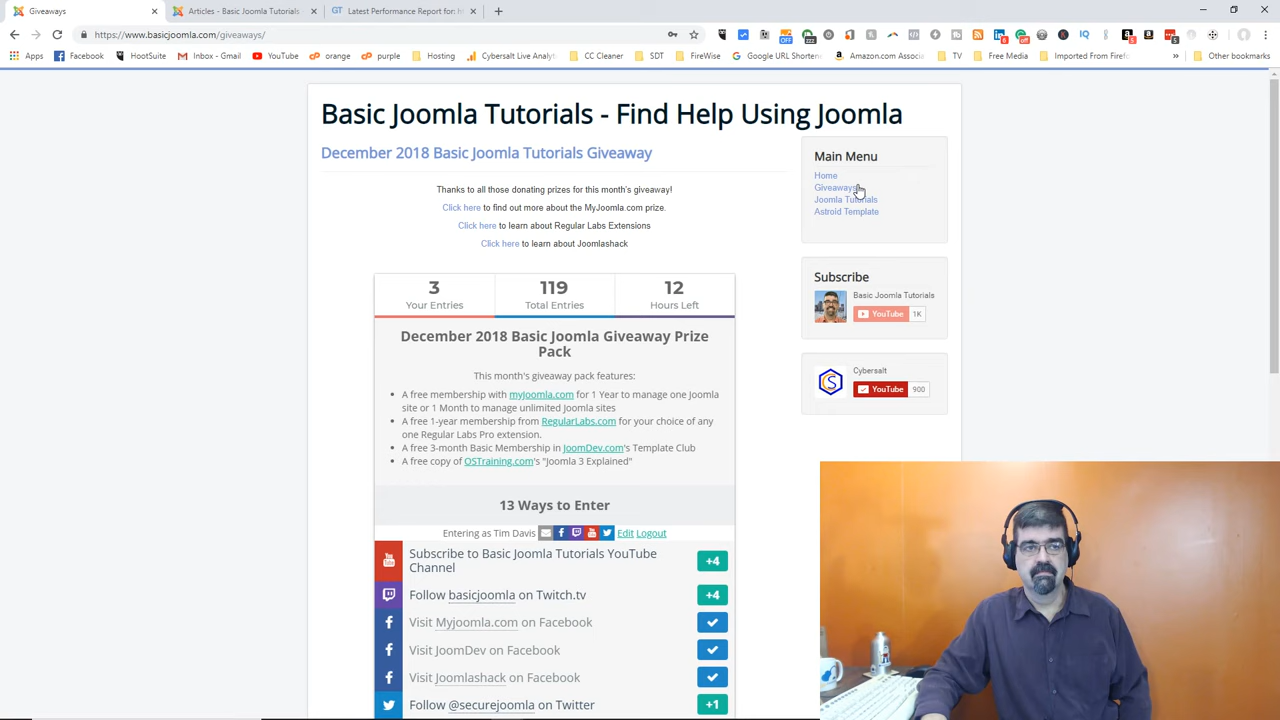 Giveaways
Articles - Basic Joomla Tutorials
Latest Performance Report for: h
https://www.basicjoomla.com/giveaways/
Apps
Facebook
HootSuite
Inbox - Gmail
YouTube
orange
purple
Hosting
Cybersalt Live Analyt
CC Cleaner
SDT
FireWise
Google URL Shortene
Amazon.com Associ
TV
Free Media
Imported From Firefo
Other bookmarks
Basic Joomla Tutorials - Find Help Using Joomla
December 2018 Basic Joomla Tutorials Giveaway
Thanks to all those donating prizes for this month's giveaway!
Click here to find out more about the MyJoomla.com prize.
Click here to learn about Regular Labs Extensions
Click here to learn about Joomlashack
3
Your Entries
119
Total Entries
12
Hours Left
December 2018 Basic Joomla Giveaway Prize
Pack
This month's giveaway pack features:
A free membership with myjoomla.com for 1 Year to manage one Joomla
site or 1 Month to manage unlimited Joomla sites
A free 1-year membership from RegularLabs.com for your choice of any
one Regular Labs Pro extension.
A free 3-month Basic Membership in JoomDev.com's Template Club
A free copy of OSTraining.com's "Joomla 3 Explained"
13 Ways to Enter
Entering as Tim Davis Edit Logout
Subscribe to Basic Joomla Tutorials YouTube
Channel
+4
Follow basicjoomla on Twitch.tv
+4
Visit Myjoomla.com on Facebook
Visit JoomDev on Facebook
Visit Joomlashack on Facebook
Follow @securejoomla on Twitter
+1
Main Menu
Home
Giveaways
Joomla Tutorials
Astroid Template
Subscribe
Basic Joomla Tutorials
YouTube 1K
Cybersalt
YouTube 900